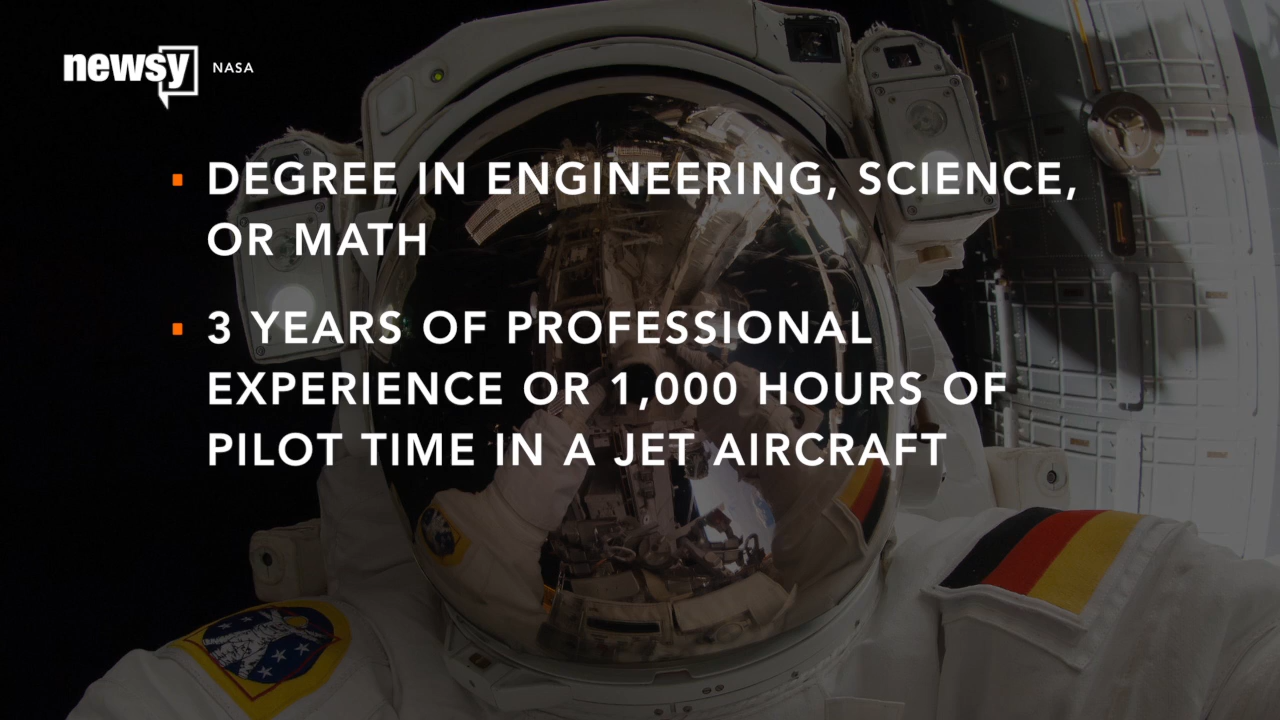 newsy NASA
DEGREE IN ENGINEERING, SCIENCE,
OR MATH
3 YEARS OF PROFESSIONAL
EXPERIENCE OR 1,000 HOURS OF
PILOT TIME IN A JET AIRCRAFT